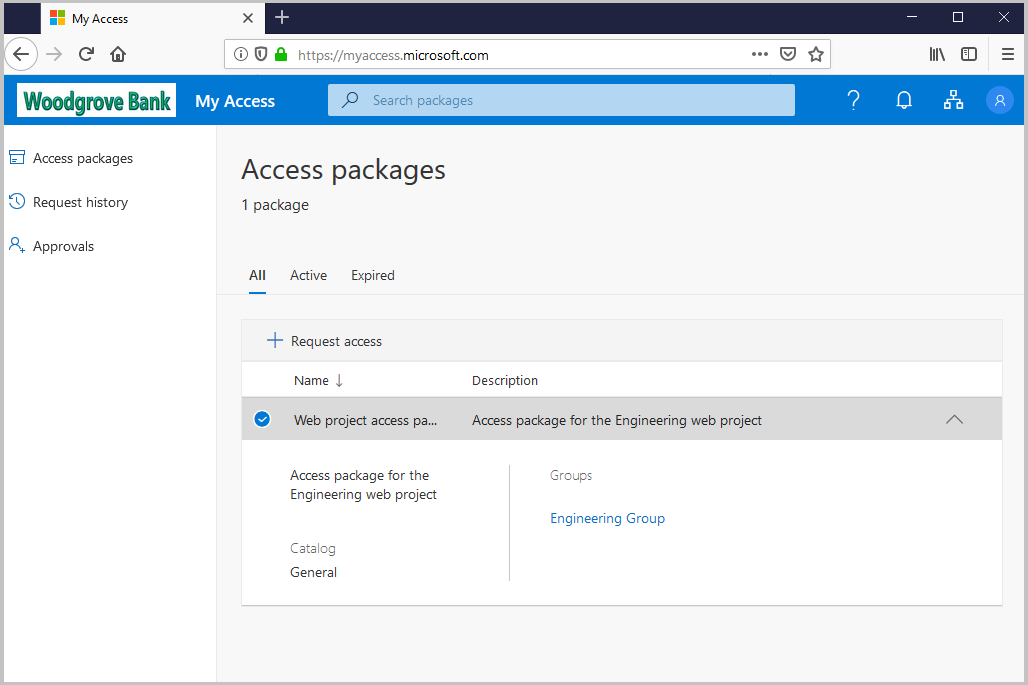 My Access
https://myaccess.microsoft.com
Woodgrove Bank
My Access
Search packages
Access packages
Request history
Approvals
Access packages
1 package
All
Active
Expired
Request access
Name
Description
Web project access pa...
Access package for the Engineering web project
Access package for the
Engineering web project
Catalog
General
Groups
Engineering Group